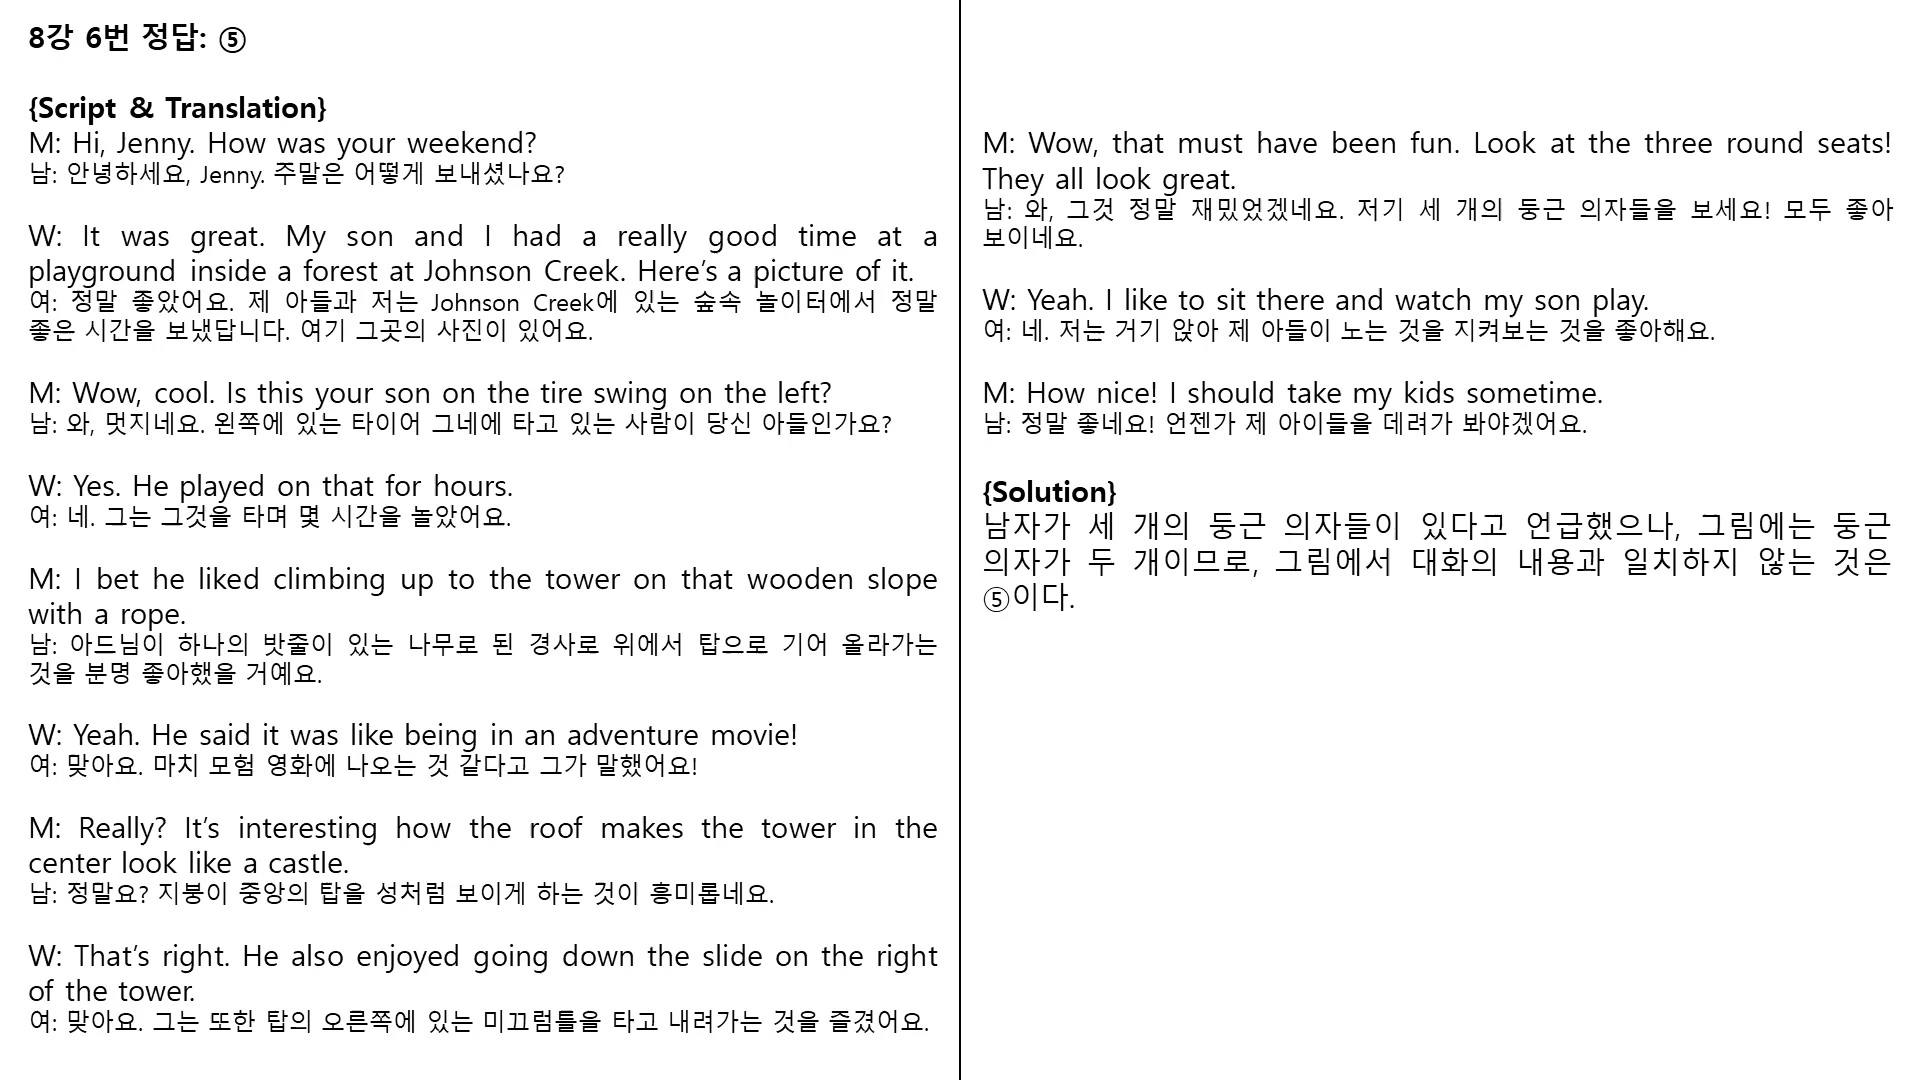 8강 6번 정답: ⑤
{Script & Translation}
M: Hi, Jenny. How was your weekend?
남: 안녕하세요, Jenny. 주말은 어떻게 보내셨나요?
W: It was great. My son and I had a really good time at a
playground inside a forest at Johnson Creek. Here’s a picture of it.
여: 정말 좋았어요. 제 아들과 저는 Johnson Creek에 있는 숲속 놀이터에서 정말
좋은 시간을 보냈답니다. 여기 그곳의 사진이 있어요.
M: Wow, cool. Is this your son on the tire swing on the left?
남: 와, 멋지네요. 왼쪽에 있는 타이어 그네에 타고 있는 사람이 당신 아들인가요?
W: Yes. He played on that for hours.
여: 네. 그는 그것을 타며 몇 시간을 놀았어요.
M: I bet he liked climbing up to the tower on that wooden slope
with a rope.
남: 아드님이 하나의 밧줄이 있는 나무로 된 경사로 위에서 탑으로 기어 올라가는
것을 분명 좋아했을 거예요.
W: Yeah. He said it was like being in an adventure movie!
여: 맞아요. 마치 모험 영화에 나오는 것 같다고 그가 말했어요!
M: Really? It’s interesting how the roof makes the tower in the
center look like a castle.
남: 정말요? 지붕이 중앙의 탑을 성처럼 보이게 하는 것이 흥미롭네요.
W: That’s right. He also enjoyed going down the slide on the right
of the tower.
여: 맞아요. 그는 또한 탑의 오른쪽에 있는 미끄럼틀을 타고 내려가는 것을 즐겼어요.
M: Wow, that must have been fun. Look at the three round seats!
They all look great.
남: 와, 그것 정말 재밌었겠네요. 저기 세 개의 둥근 의자들을 보세요! 모두 좋아
보이네요.
W: Yeah. I like to sit there and watch my son play.
여: 네. 저는 거기 앉아 제 아들이 노는 것을 지켜보는 것을 좋아해요.
M: How nice! I should take my kids sometime.
남: 정말 좋네요! 언젠가 제 아이들을 데려가 봐야겠어요.
{Solution}
남자가 세 개의 둥근 의자들이 있다고 언급했으나, 그림에는 둥근
의자가 두 개이므로, 그림에서 대화의 내용과 일치하지 않는 것은
⑤이다.